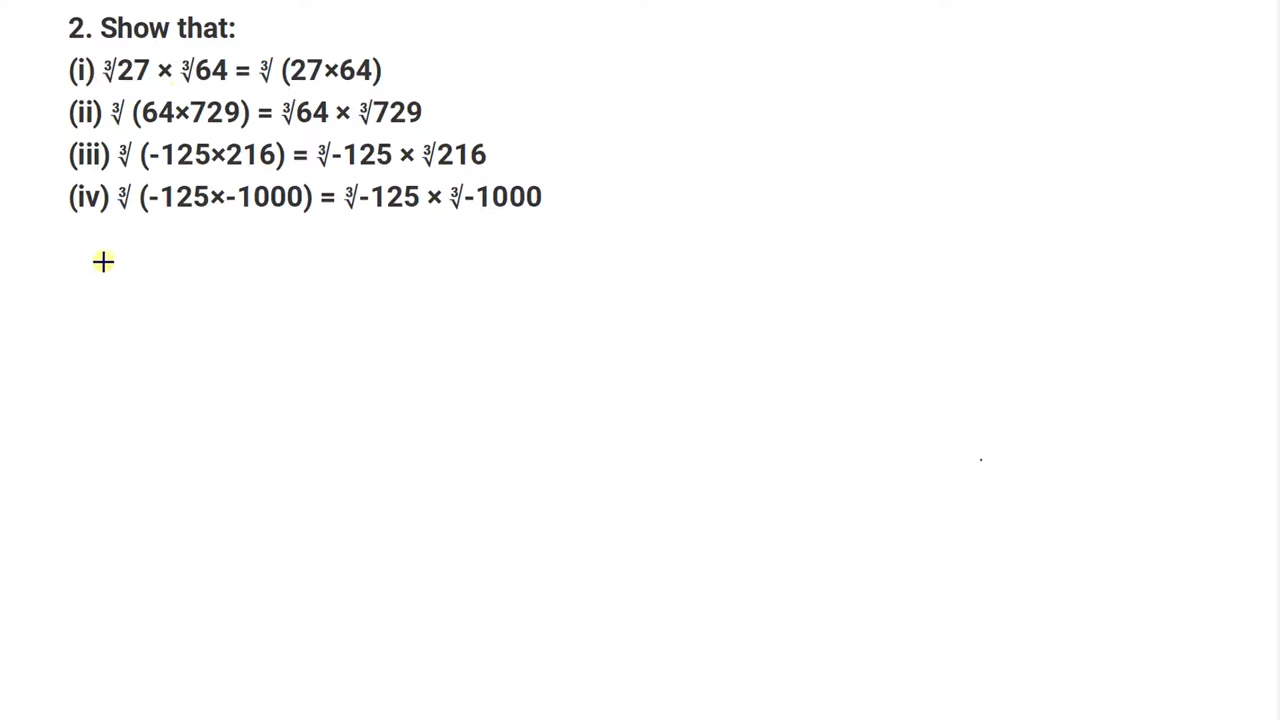 2. Show that:
(i) ∛27 × ∛64 = ∛ (27×64)
(ii) ∛ (64×729) = ∛64 × ∛729
(iii) ∛ (-125×216) = ∛-125 × ∛216
(iv) ∛ (-125×-1000) = ∛-125 × ∛-1000